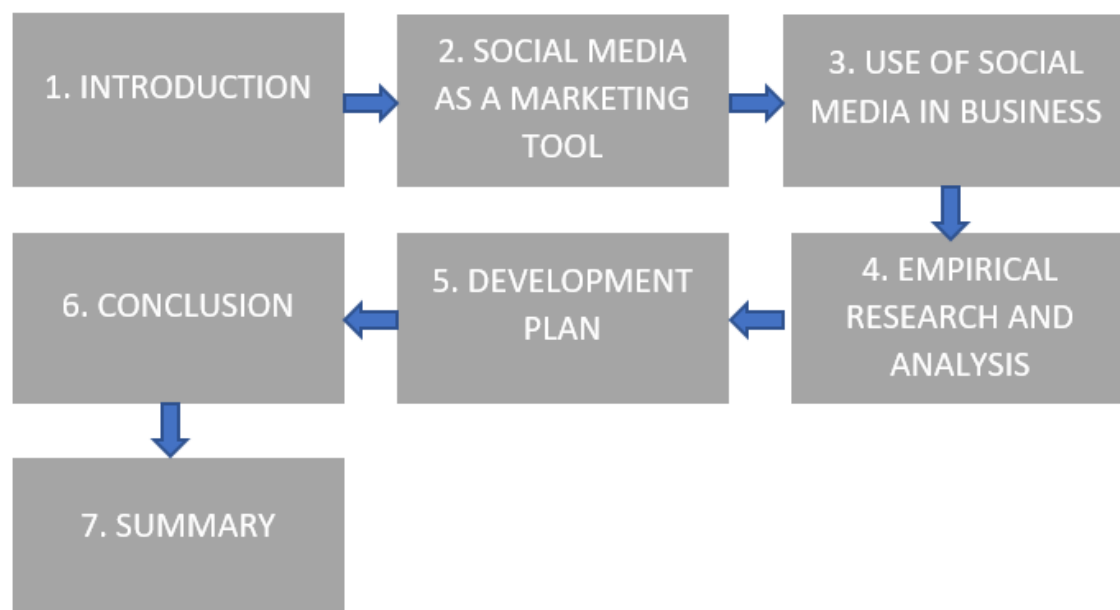 1. INTRODUCTION
2. SOCIAL MEDIA
AS A MARKETING
TOOL
3. USE OF SOCIAL
MEDIA IN BUSINESS
4. EMPIRICAL
RESEARCH AND
ANALYSIS
5. DEVELOPMENT
PLAN
6. CONCLUSION
7. SUMMARY